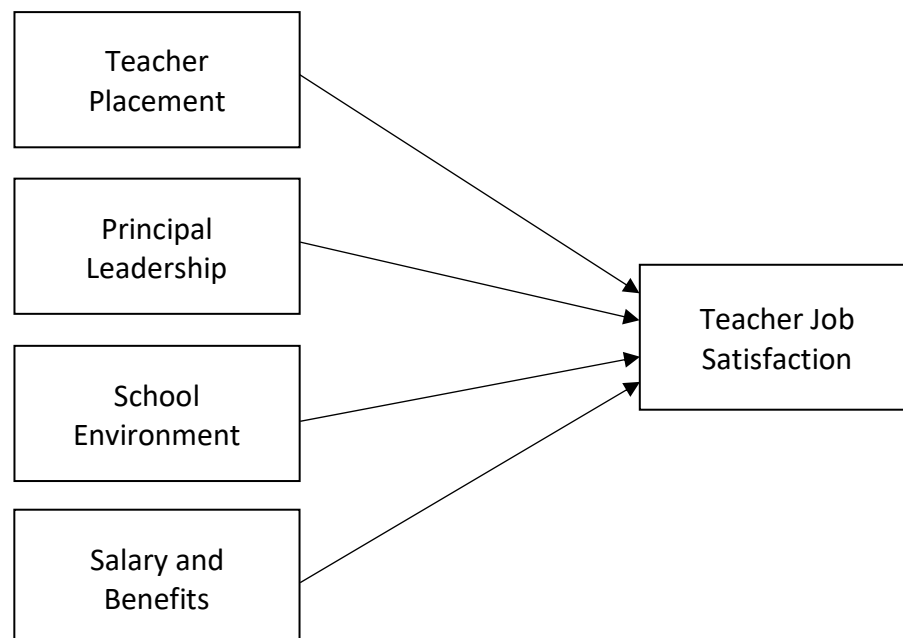 Teacher
Placement
Principal
Leadership
School
Environment
Salary and
Benefits
Teacher Job
Satisfaction